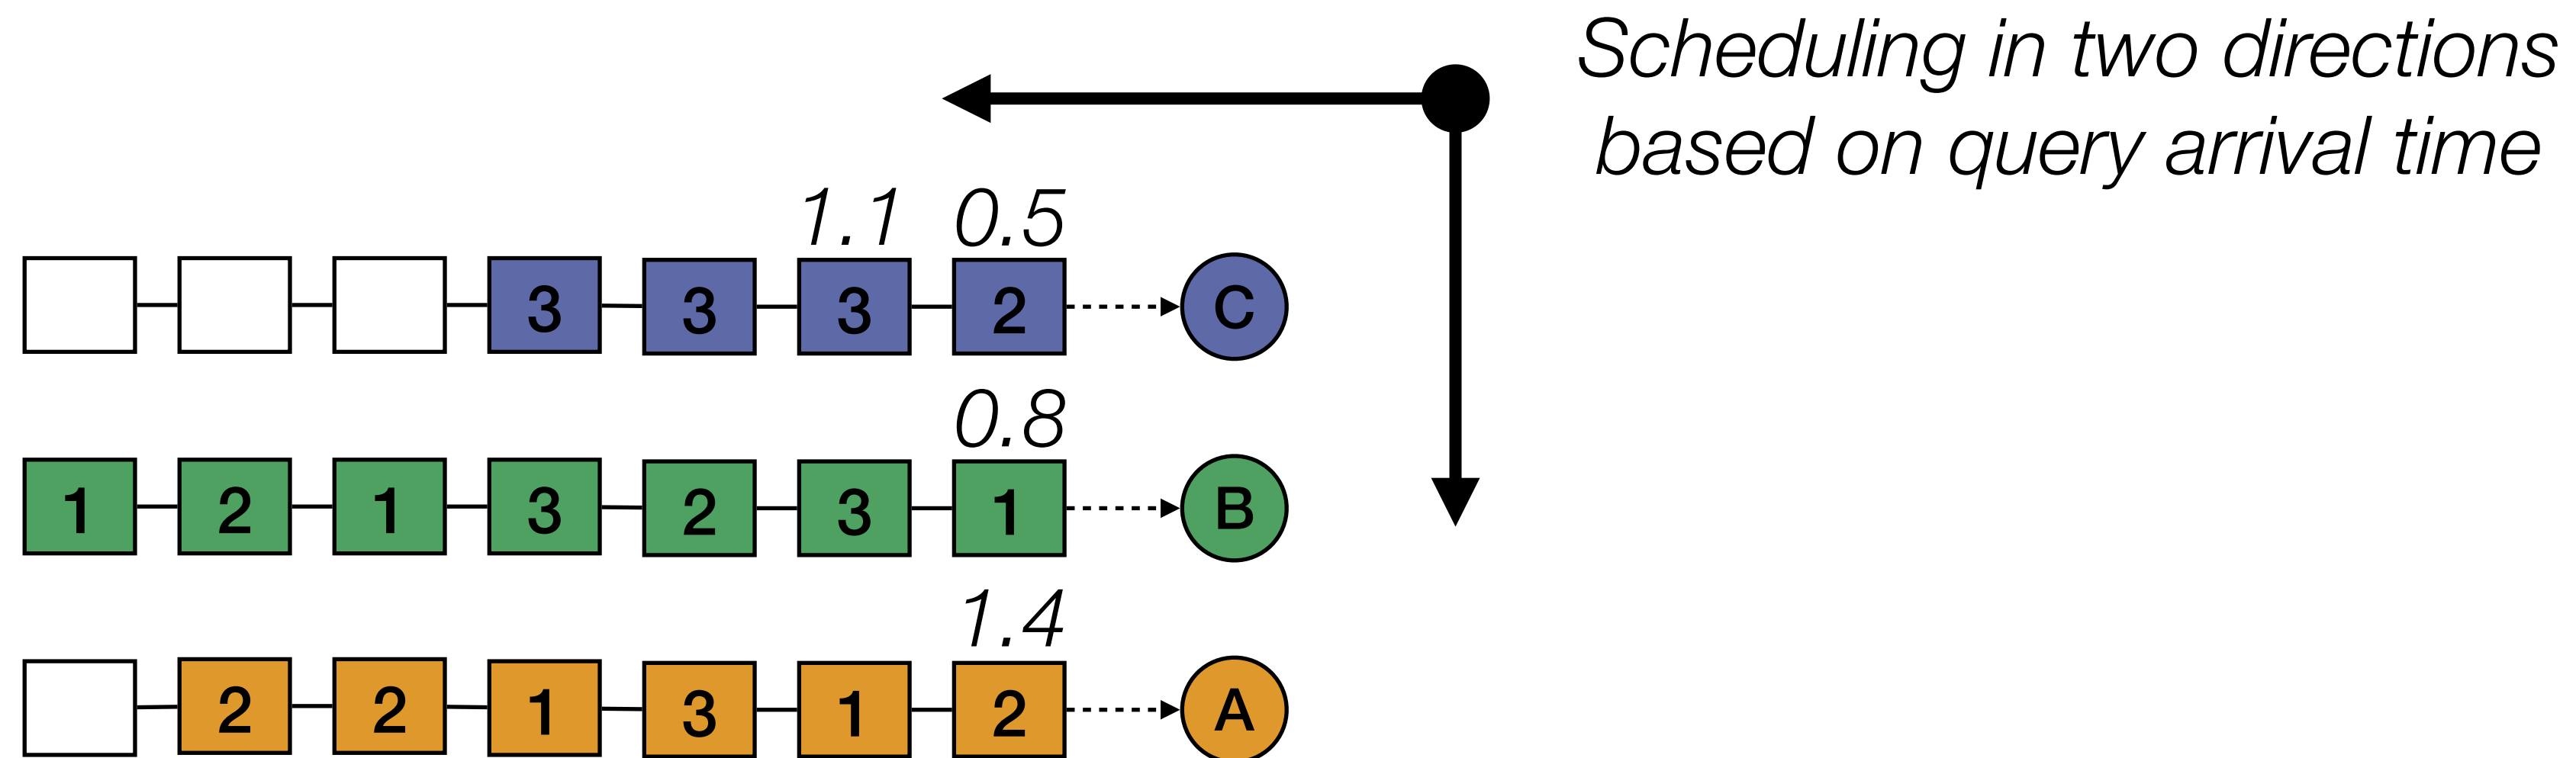 Scheduling in two directions
based on query arrival time
1.1 0.5
3 3 3 2 C
0.8
1 2 1 3 2 3 1 B
1.4
2 2 1 3 1 2 A